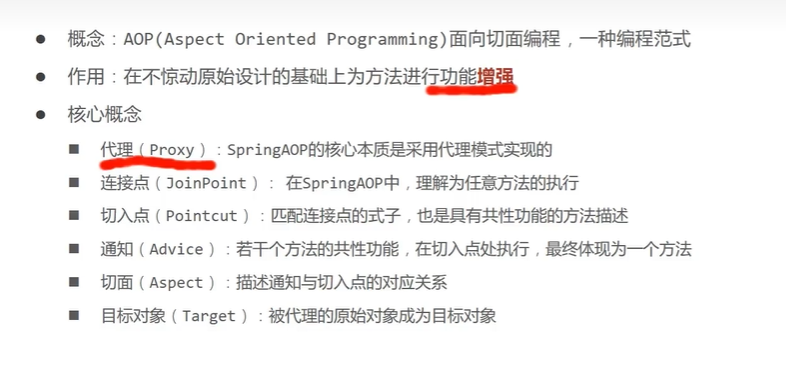 概念：AOP(Aspect Oriented Programming)面向切面编程，一种编程范式
作用：在不惊动原始设计的基础上为方法进行功能增强
核心概念
代理（Proxy）：SpringAOP的核心本质是采用代理模式实现的
连接点（JoinPoint）： 在SpringAOP中，理解为任意方法的执行
切入点（Pointcut）：匹配连接点的式子，也是具有共性功能的方法描述
通知（Advice）：若干个方法的共性功能，在切入点处执行，最终体现为一个方法
切面（Aspect）：描述通知与切入点的对应关系
目标对象（Target）：被代理的原始对象成为目标对象